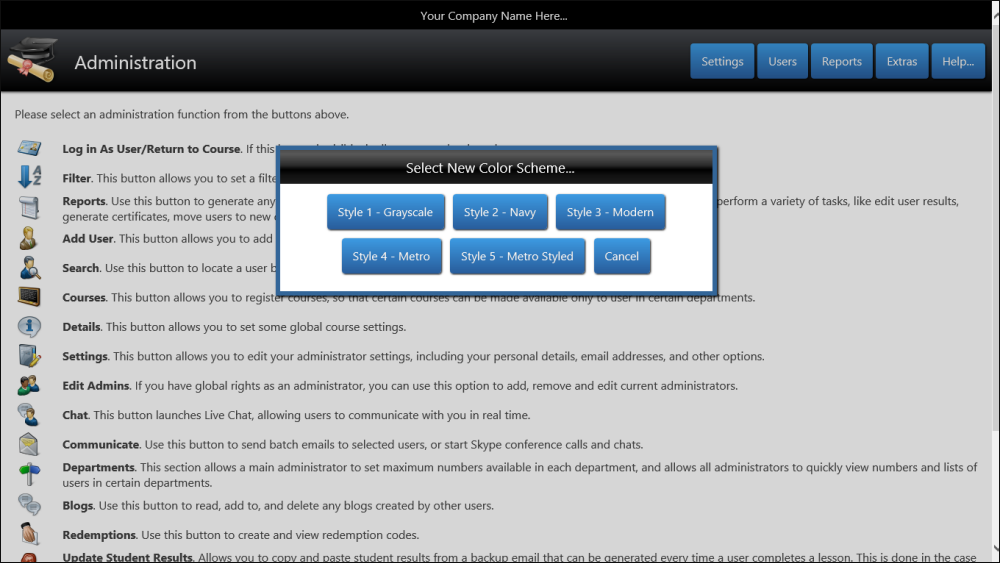 Your Company Name Here...
Administration
Settings
Users
Reports
Extras
Help...
Please select an administration function from the buttons above.
Log in As User/Return to Course. If this
Filter. This button allows you to set a filte
Reports. Use this button to generate any
perform a variety of tasks, like edit user results,
generate certificates, move users to new
Add User. This button allows you to add
Search. Use this button to locate a user b
Courses. This button allows you to register courses, so that certain courses can be made available only to user in certain departments.
Details. This button allows you to set some global course settings.
Settings. This button allows you to edit your administrator settings, including your personal details, email addresses, and other options.
Edit Admins. If you have global rights as an administrator, you can use this option to add, remove and edit current administrators.
Chat. This button launches Live Chat, allowing users to communicate with you in real time.
Communicate. Use this button to send batch emails to selected users, or start Skype conference calls and chats.
Departments. This section allows a main administrator to set maximum numbers available in each department, and allows all administrators to quickly view numbers and lists of
users in certain departments.
Blogs. Use this button to read, add to, and delete any blogs created by other users.
Redemptions. Use this button to create and view redemption codes.
Update Student Results. Allows you to copy and paste student results from a backup email that can be generated every time a user completes a lesson. This is done in the case
Select New Color Scheme...
Style 1 - Grayscale
Style 2 - Navy
Style 3 - Modern
Style 4 - Metro
Style 5 - Metro Styled
Cancel